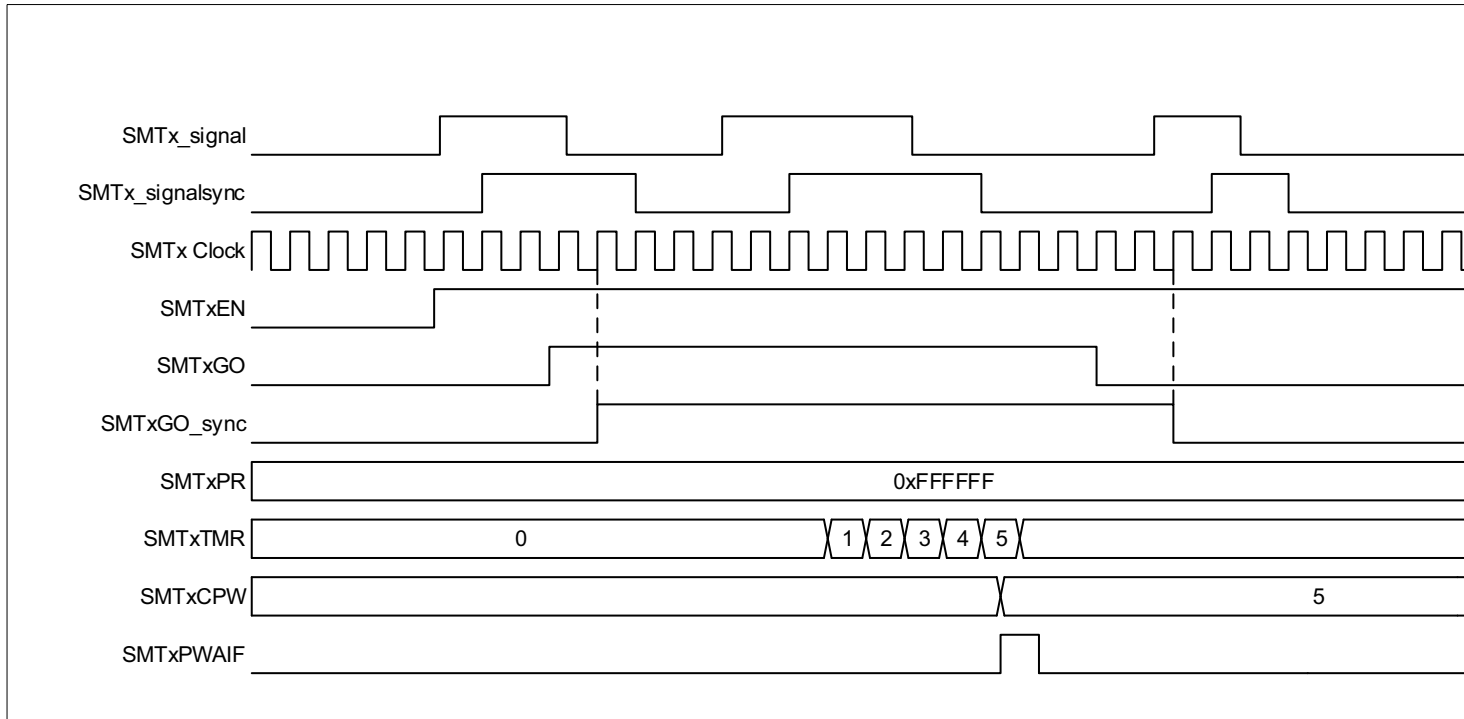 SMTx_signal
SMTx_signalsync
SMTx Clock
SMTxEN
SMTxGO
SMTxGO_sync
SMTxPR 0xFFFFFF
SMTxTMR 0 1 2 3 4 5
SMTxCPW 5
SMTxPWAIF